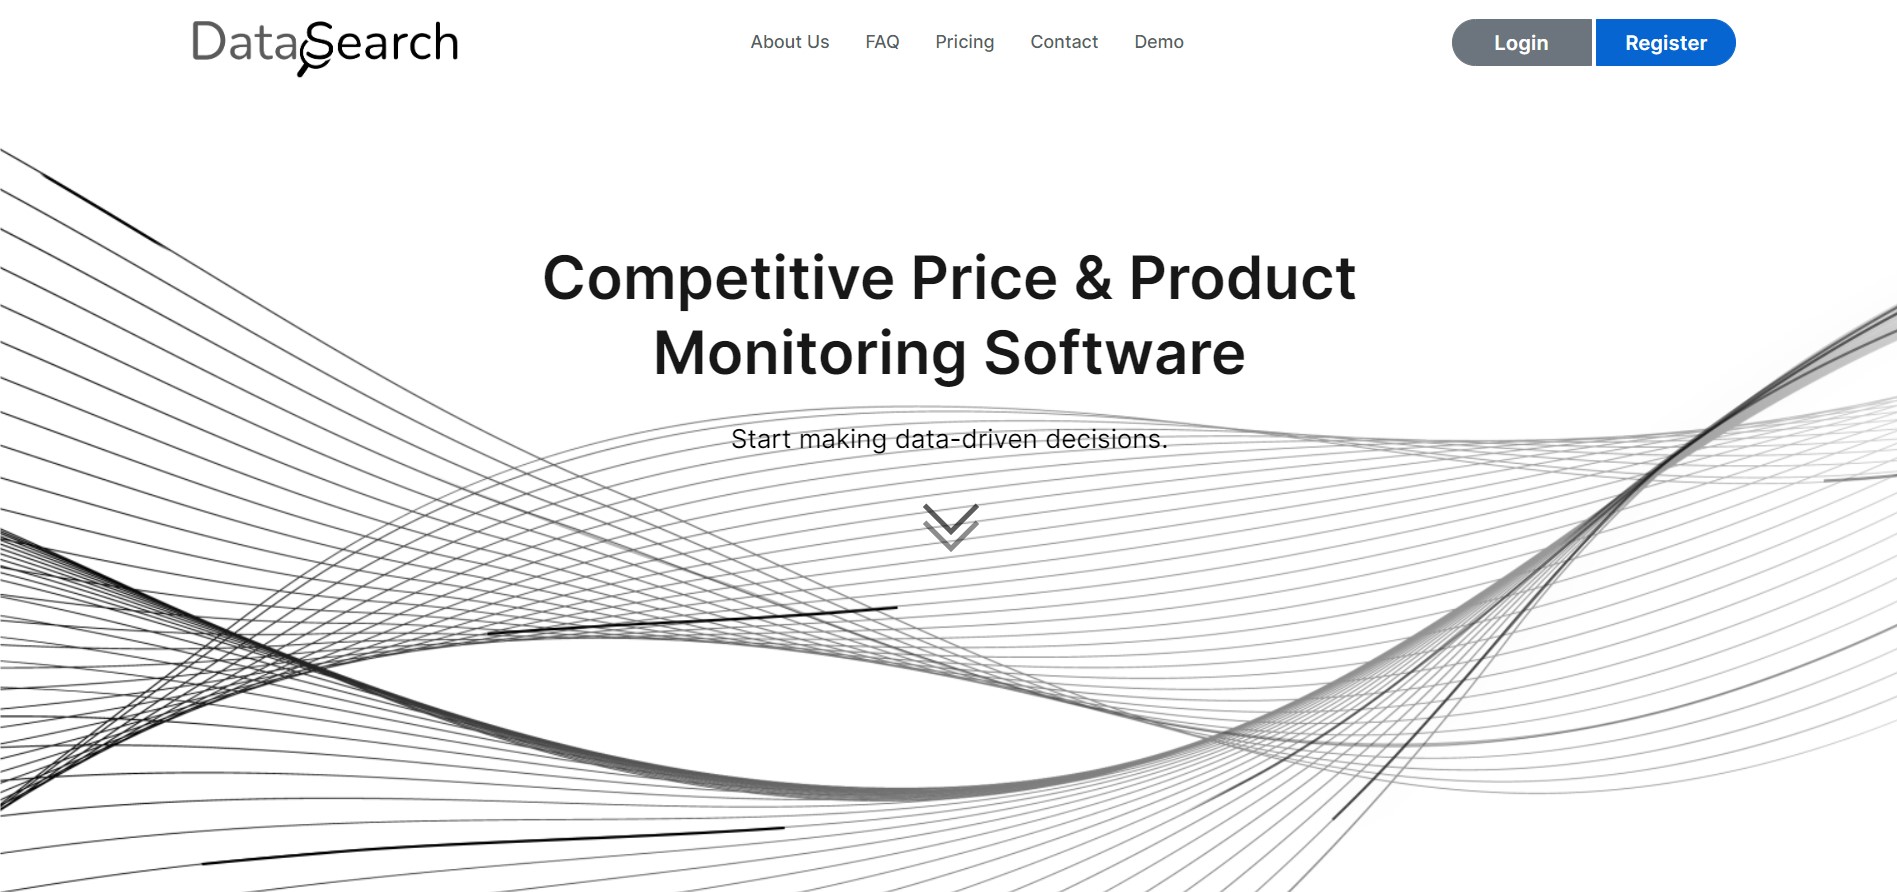 DataSearch
About Us FAQ Pricing Contact Demo
Login Register
Competitive Price & Product
Monitoring Software
Start making data-driven decisions.